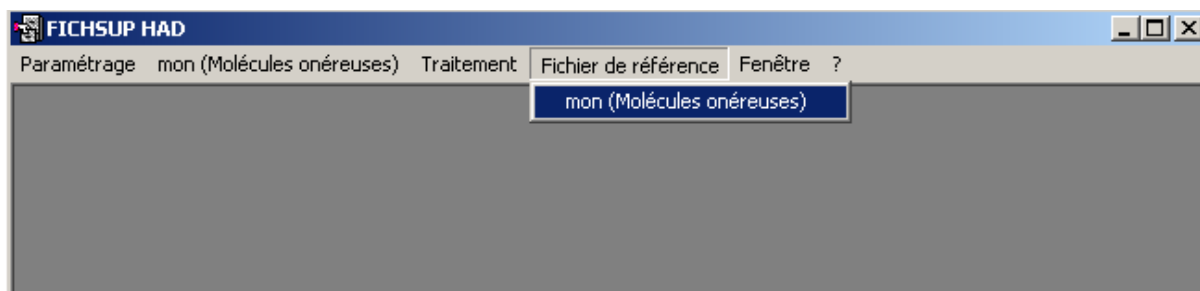 FICHSUP HAD
Paramétrage mon (Molécules onéreuses) Traitement Fichier de référence Fenêtre ?
mon (Molécules onéreuses)